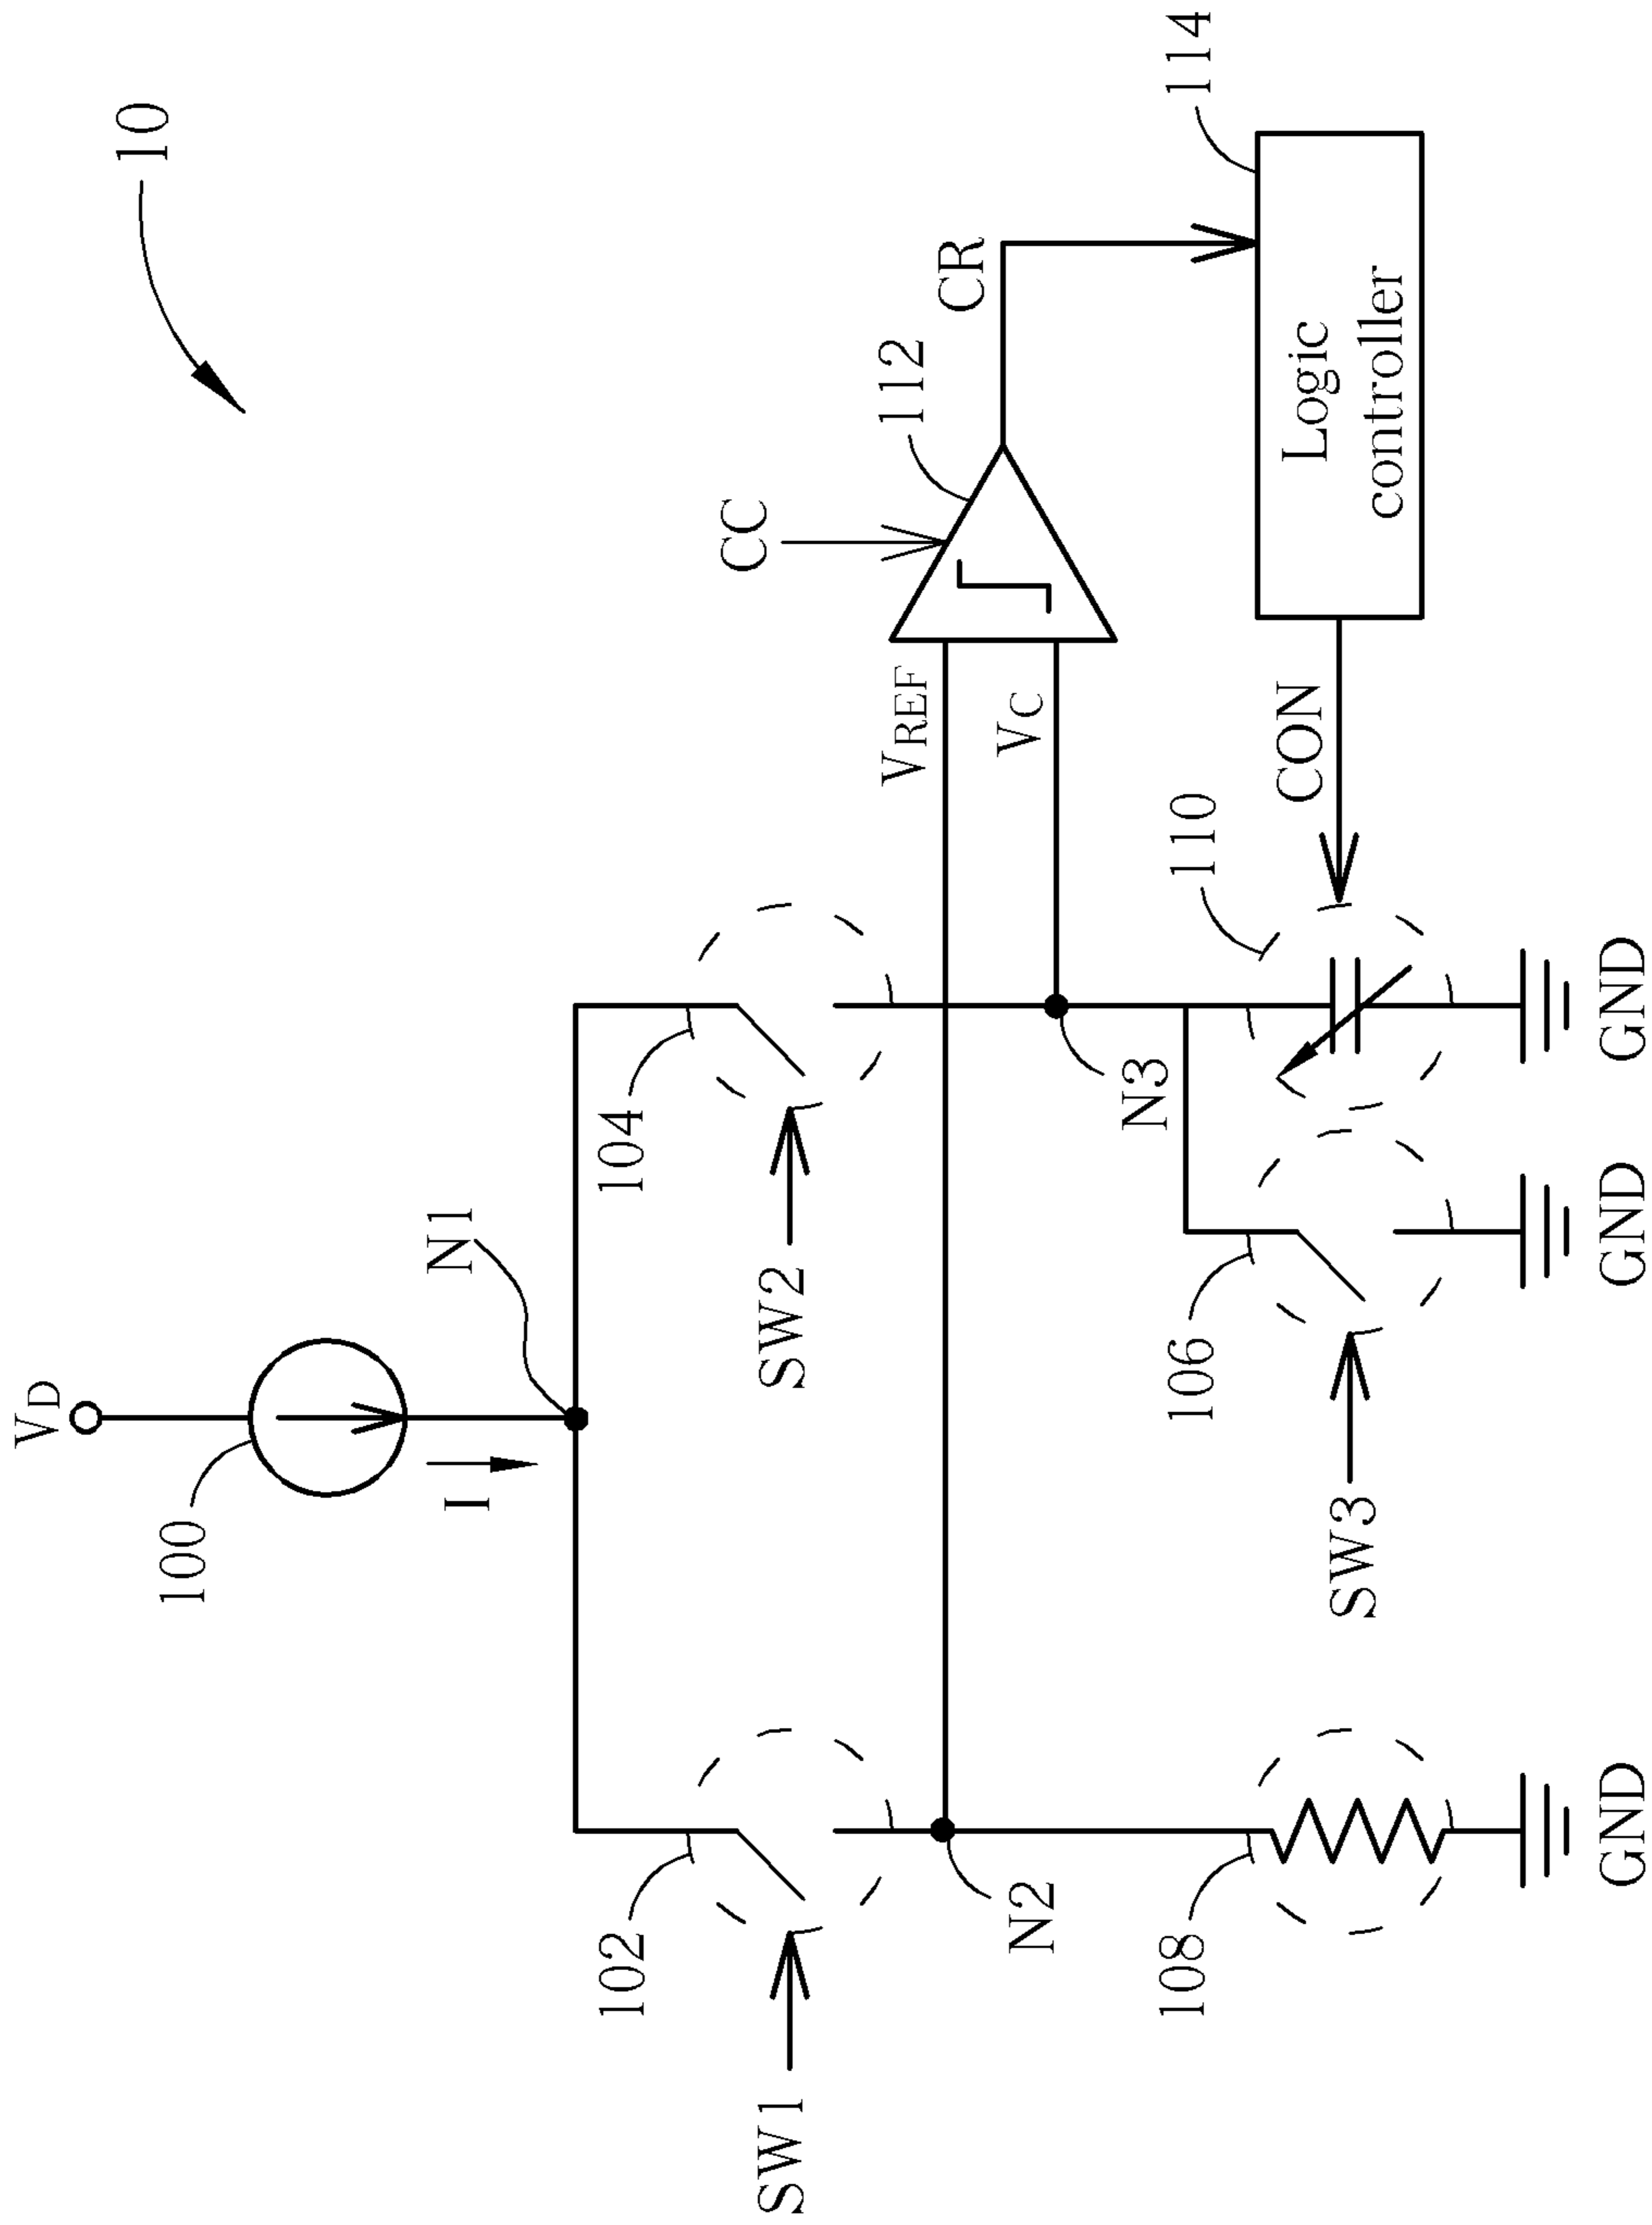 10
VD
100
I
N1
102
SW1
104
SW2
CC
112
VREF
VC
CR
N2
N3
108
106
SW3
110
CON
114
Logic
controller
GND
GND
GND